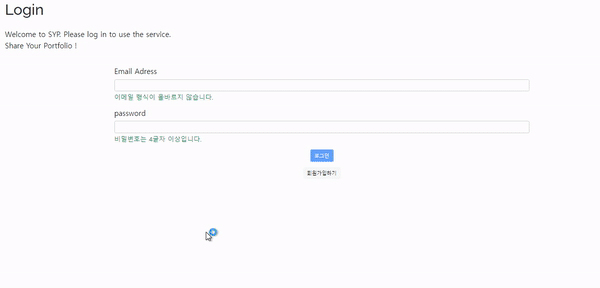 Login
Welcome to SYP. Please log in to use the service.
Share Your Portfolio !
Email Adress
이메일 형식이 올바르지 않습니다.
password
비밀번호는 4글자 이상입니다.
로그인
회원가입하기